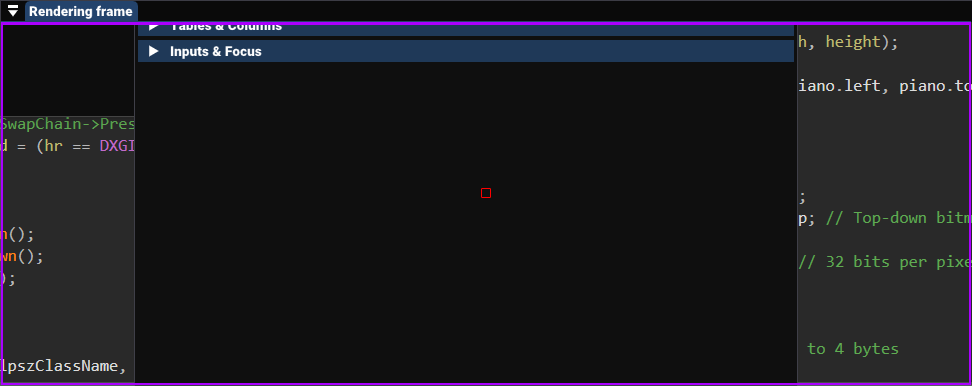 Rendering frame
Tables & Columns
Inputs & Focus
h, height);
iano.left, piano.to
SwapChain->Pres
d = (hr == DXGI
;
p; // Top-down bitm
n();
wn();
// 32 bits per pixe
);
to 4 bytes
lpszClassName,